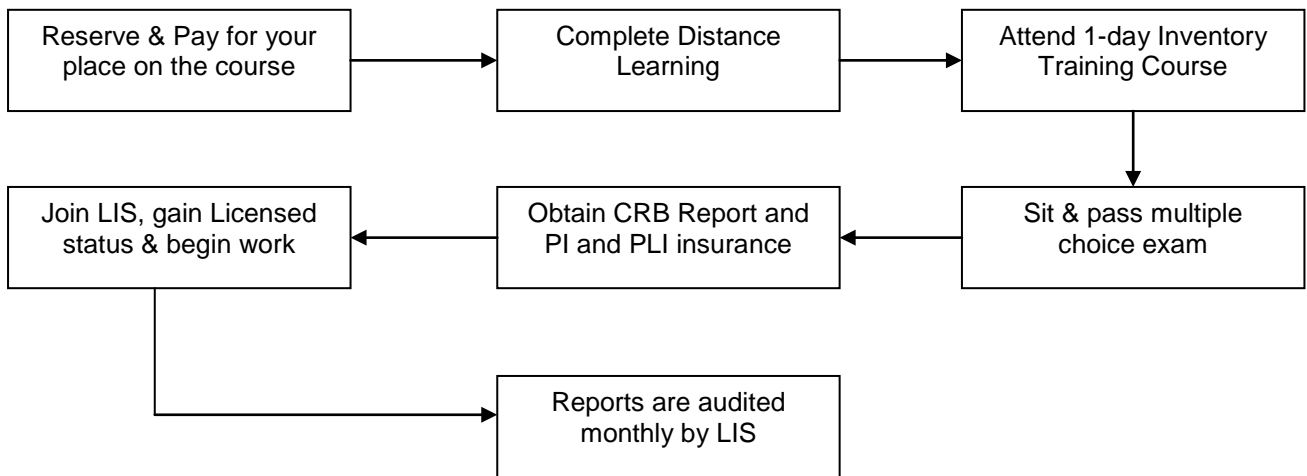 Reserve & Pay for your
place on the course
Complete Distance
Learning
Attend 1-day Inventory
Training Course
Sit & pass multiple
choice exam
Obtain CRB Report and
PI and PLI insurance
Join LIS, gain Licensed
status & begin work
Reports are audited
monthly by LIS